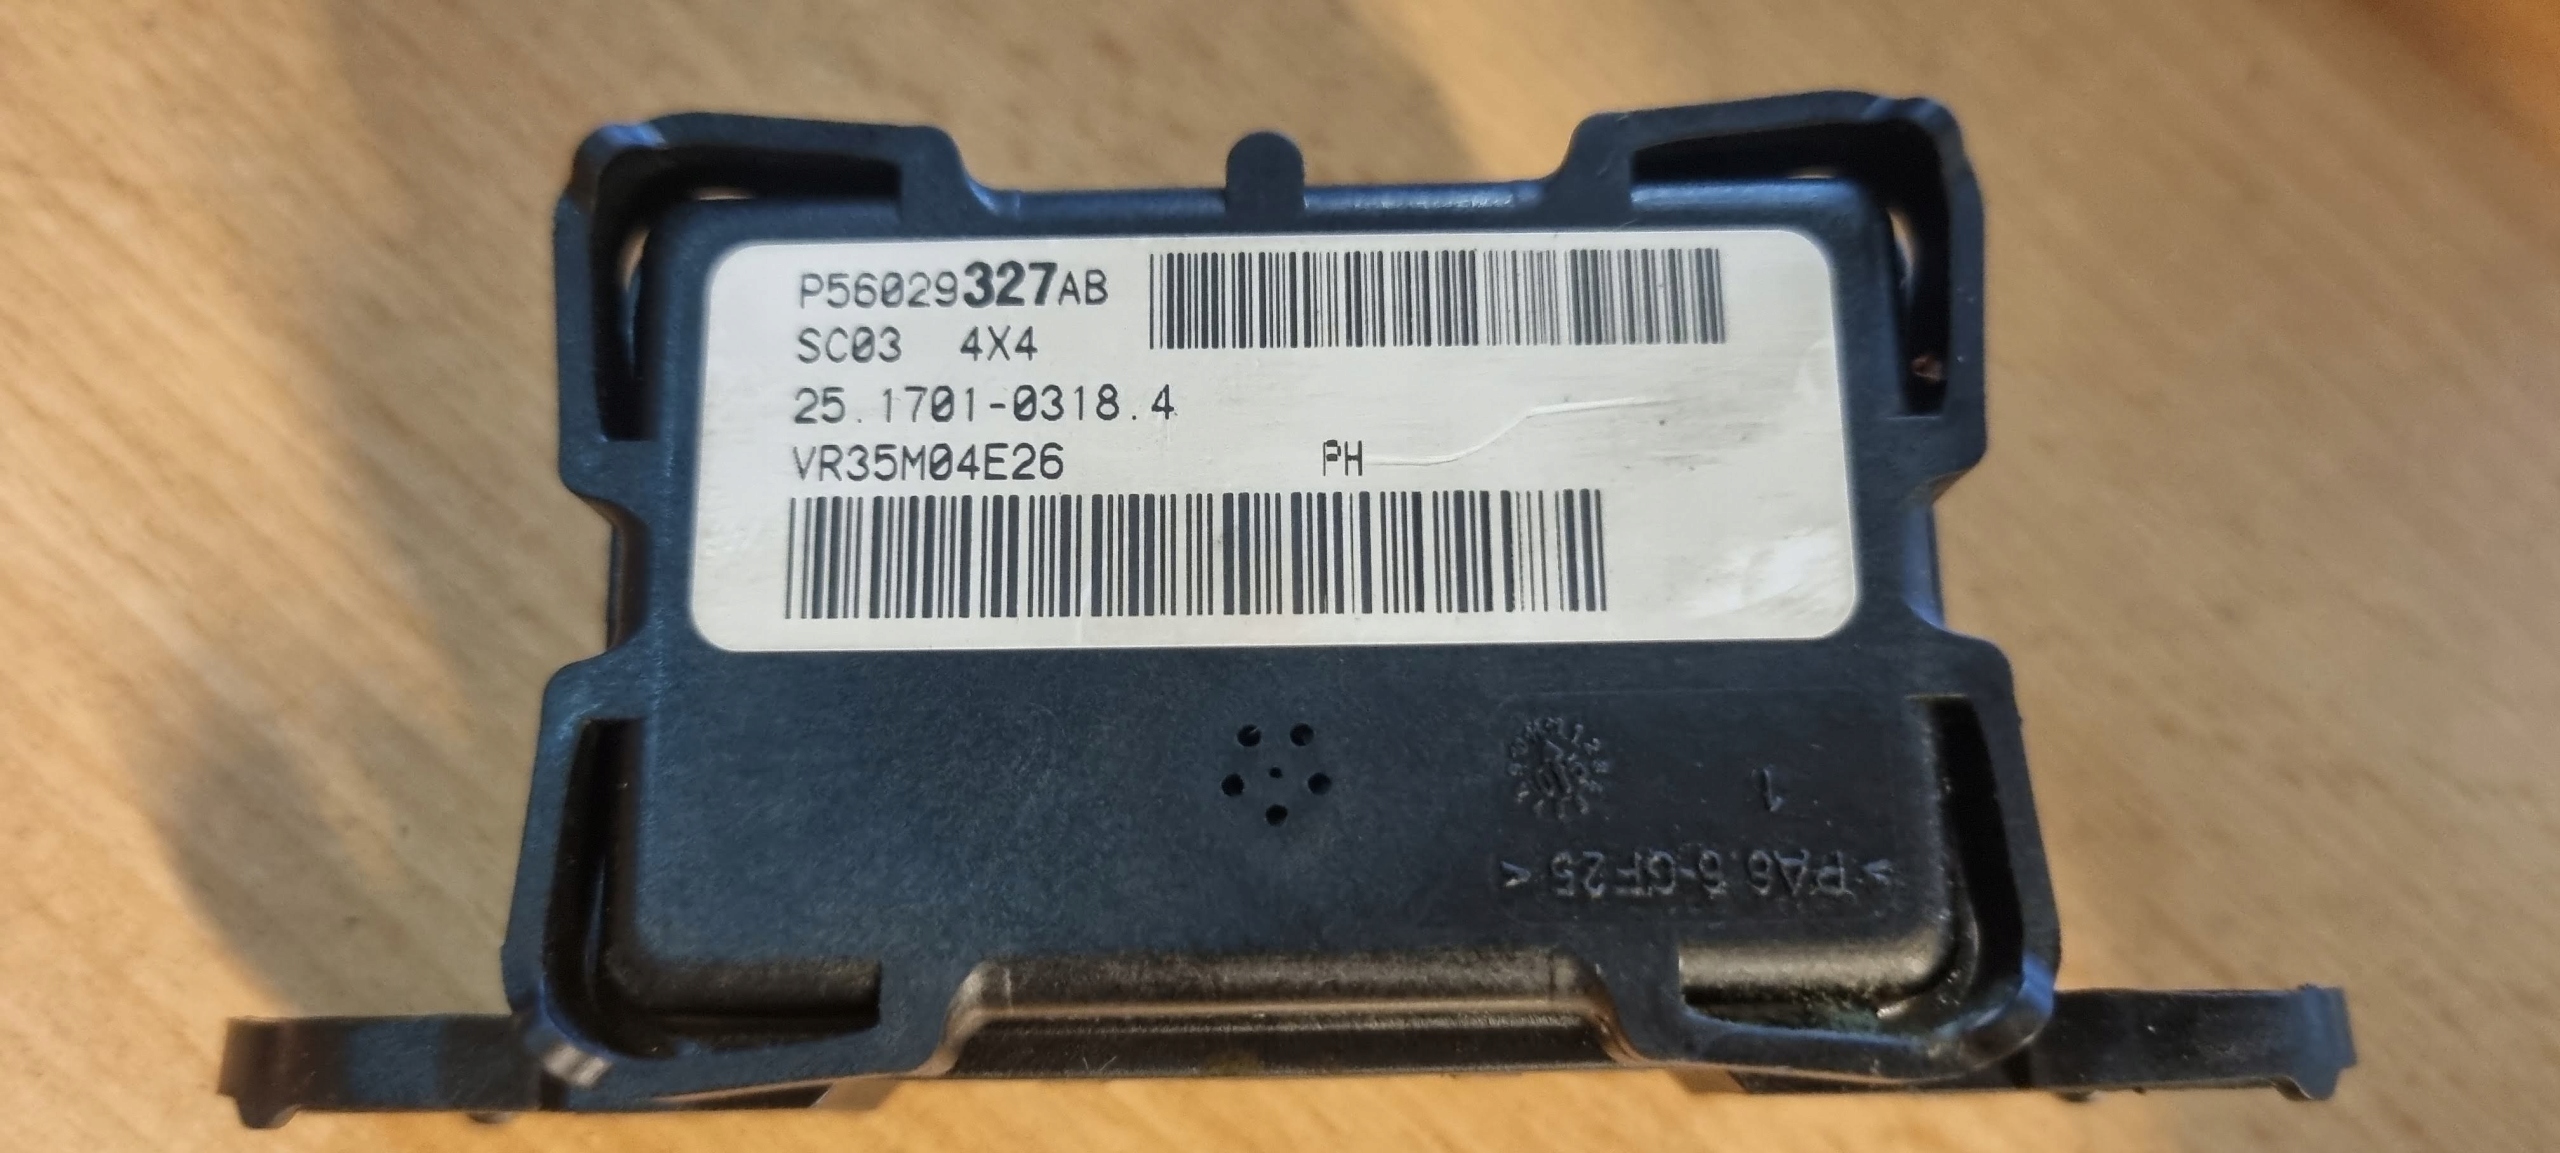 P56029327AB
SC03 4X4
25.1701-0318.4
VR35M04E26 PH
1
>PA6.6-GF25<